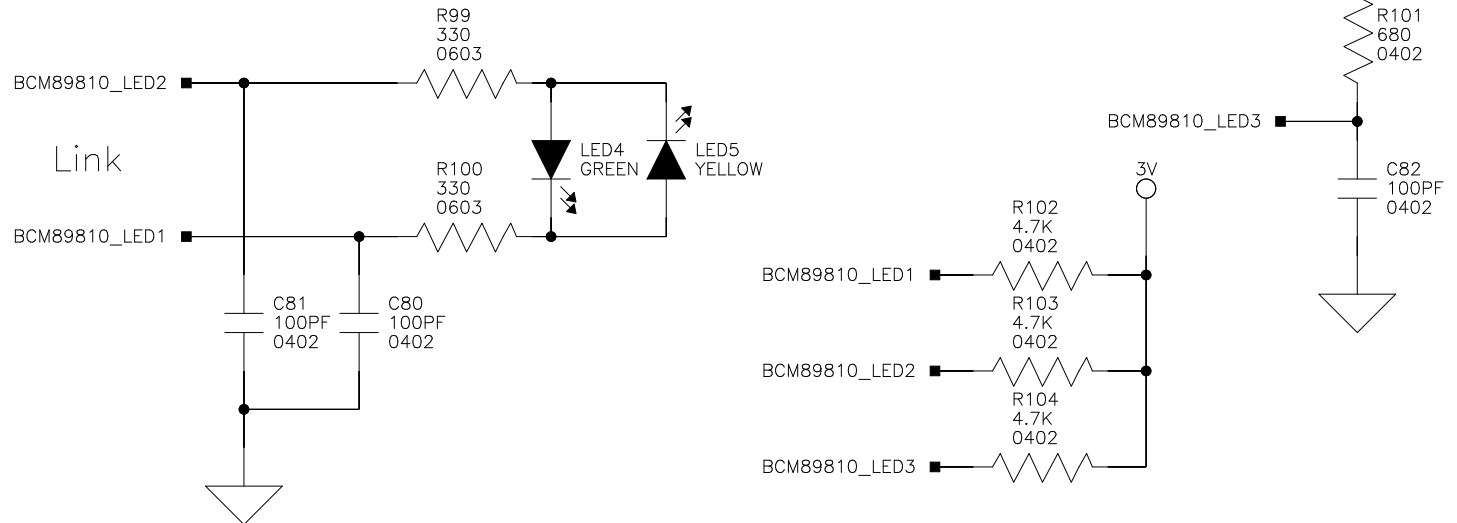 R99
330
0603
BCM89810_LED2
Link
LED4
GREEN
LED5
YELLOW
R100
330
0603
BCM89810_LED1
C81
100PF
0402
C80
100PF
0402
R101
680
0402
BCM89810_LED3
C82
100PF
0402
3V
R102
4.7K
0402
BCM89810_LED1
R103
4.7K
0402
BCM89810_LED2
R104
4.7K
0402
BCM89810_LED3